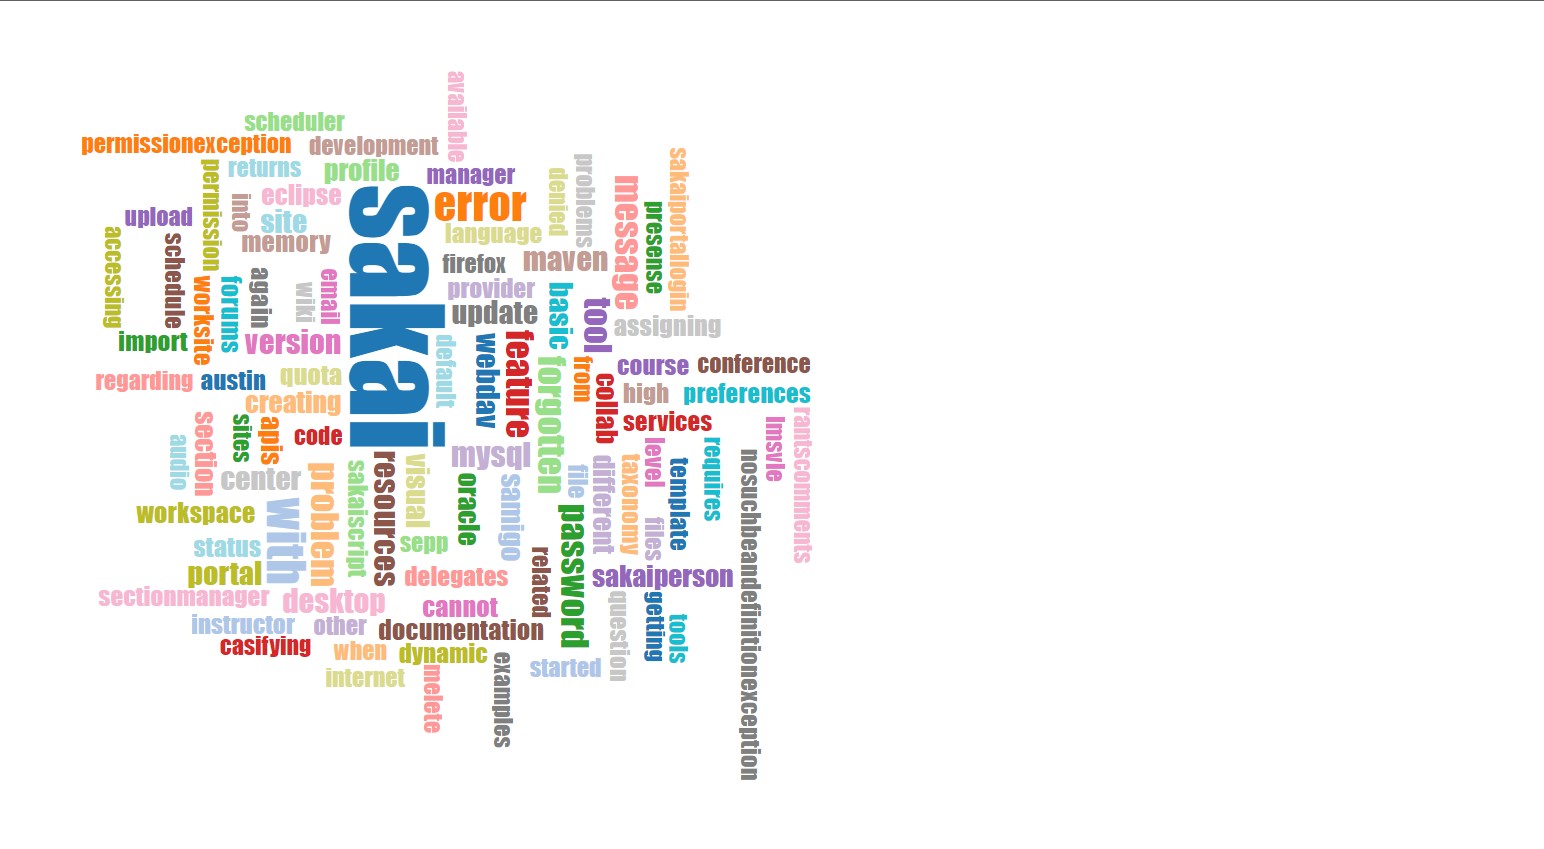 available
scheduler
permissionexception
development
returns
profile
manager
permission
eclipse
into
upload
site
memory
sakai
error
language
denied
problems
message
presense
sakaiportallogin
accessing
schedule
worksite
forums
again
wiki
email
firefox
maven
provider
update
basic
tool
assigning
import
version
default
webdav
feature
forgotten
from
course
conference
regarding
austin
quota
creating
collab
high
preferences
services
audio
section
sites
apis
code
mysql
center
level
requires
lmsvle
rantscomments
nosuchbeandefinitionexception
workspace
with
problem
sakaiscript
resources
visual
oracle
samigo
file
different
taxonomy
files
template
status
sepp
password
portal
delegates
related
sakaiperson
sectionmanager
desktop
cannot
question
getting
tools
instructor
other
documentation
casifying
when
dynamic
examples
started
internet
melete